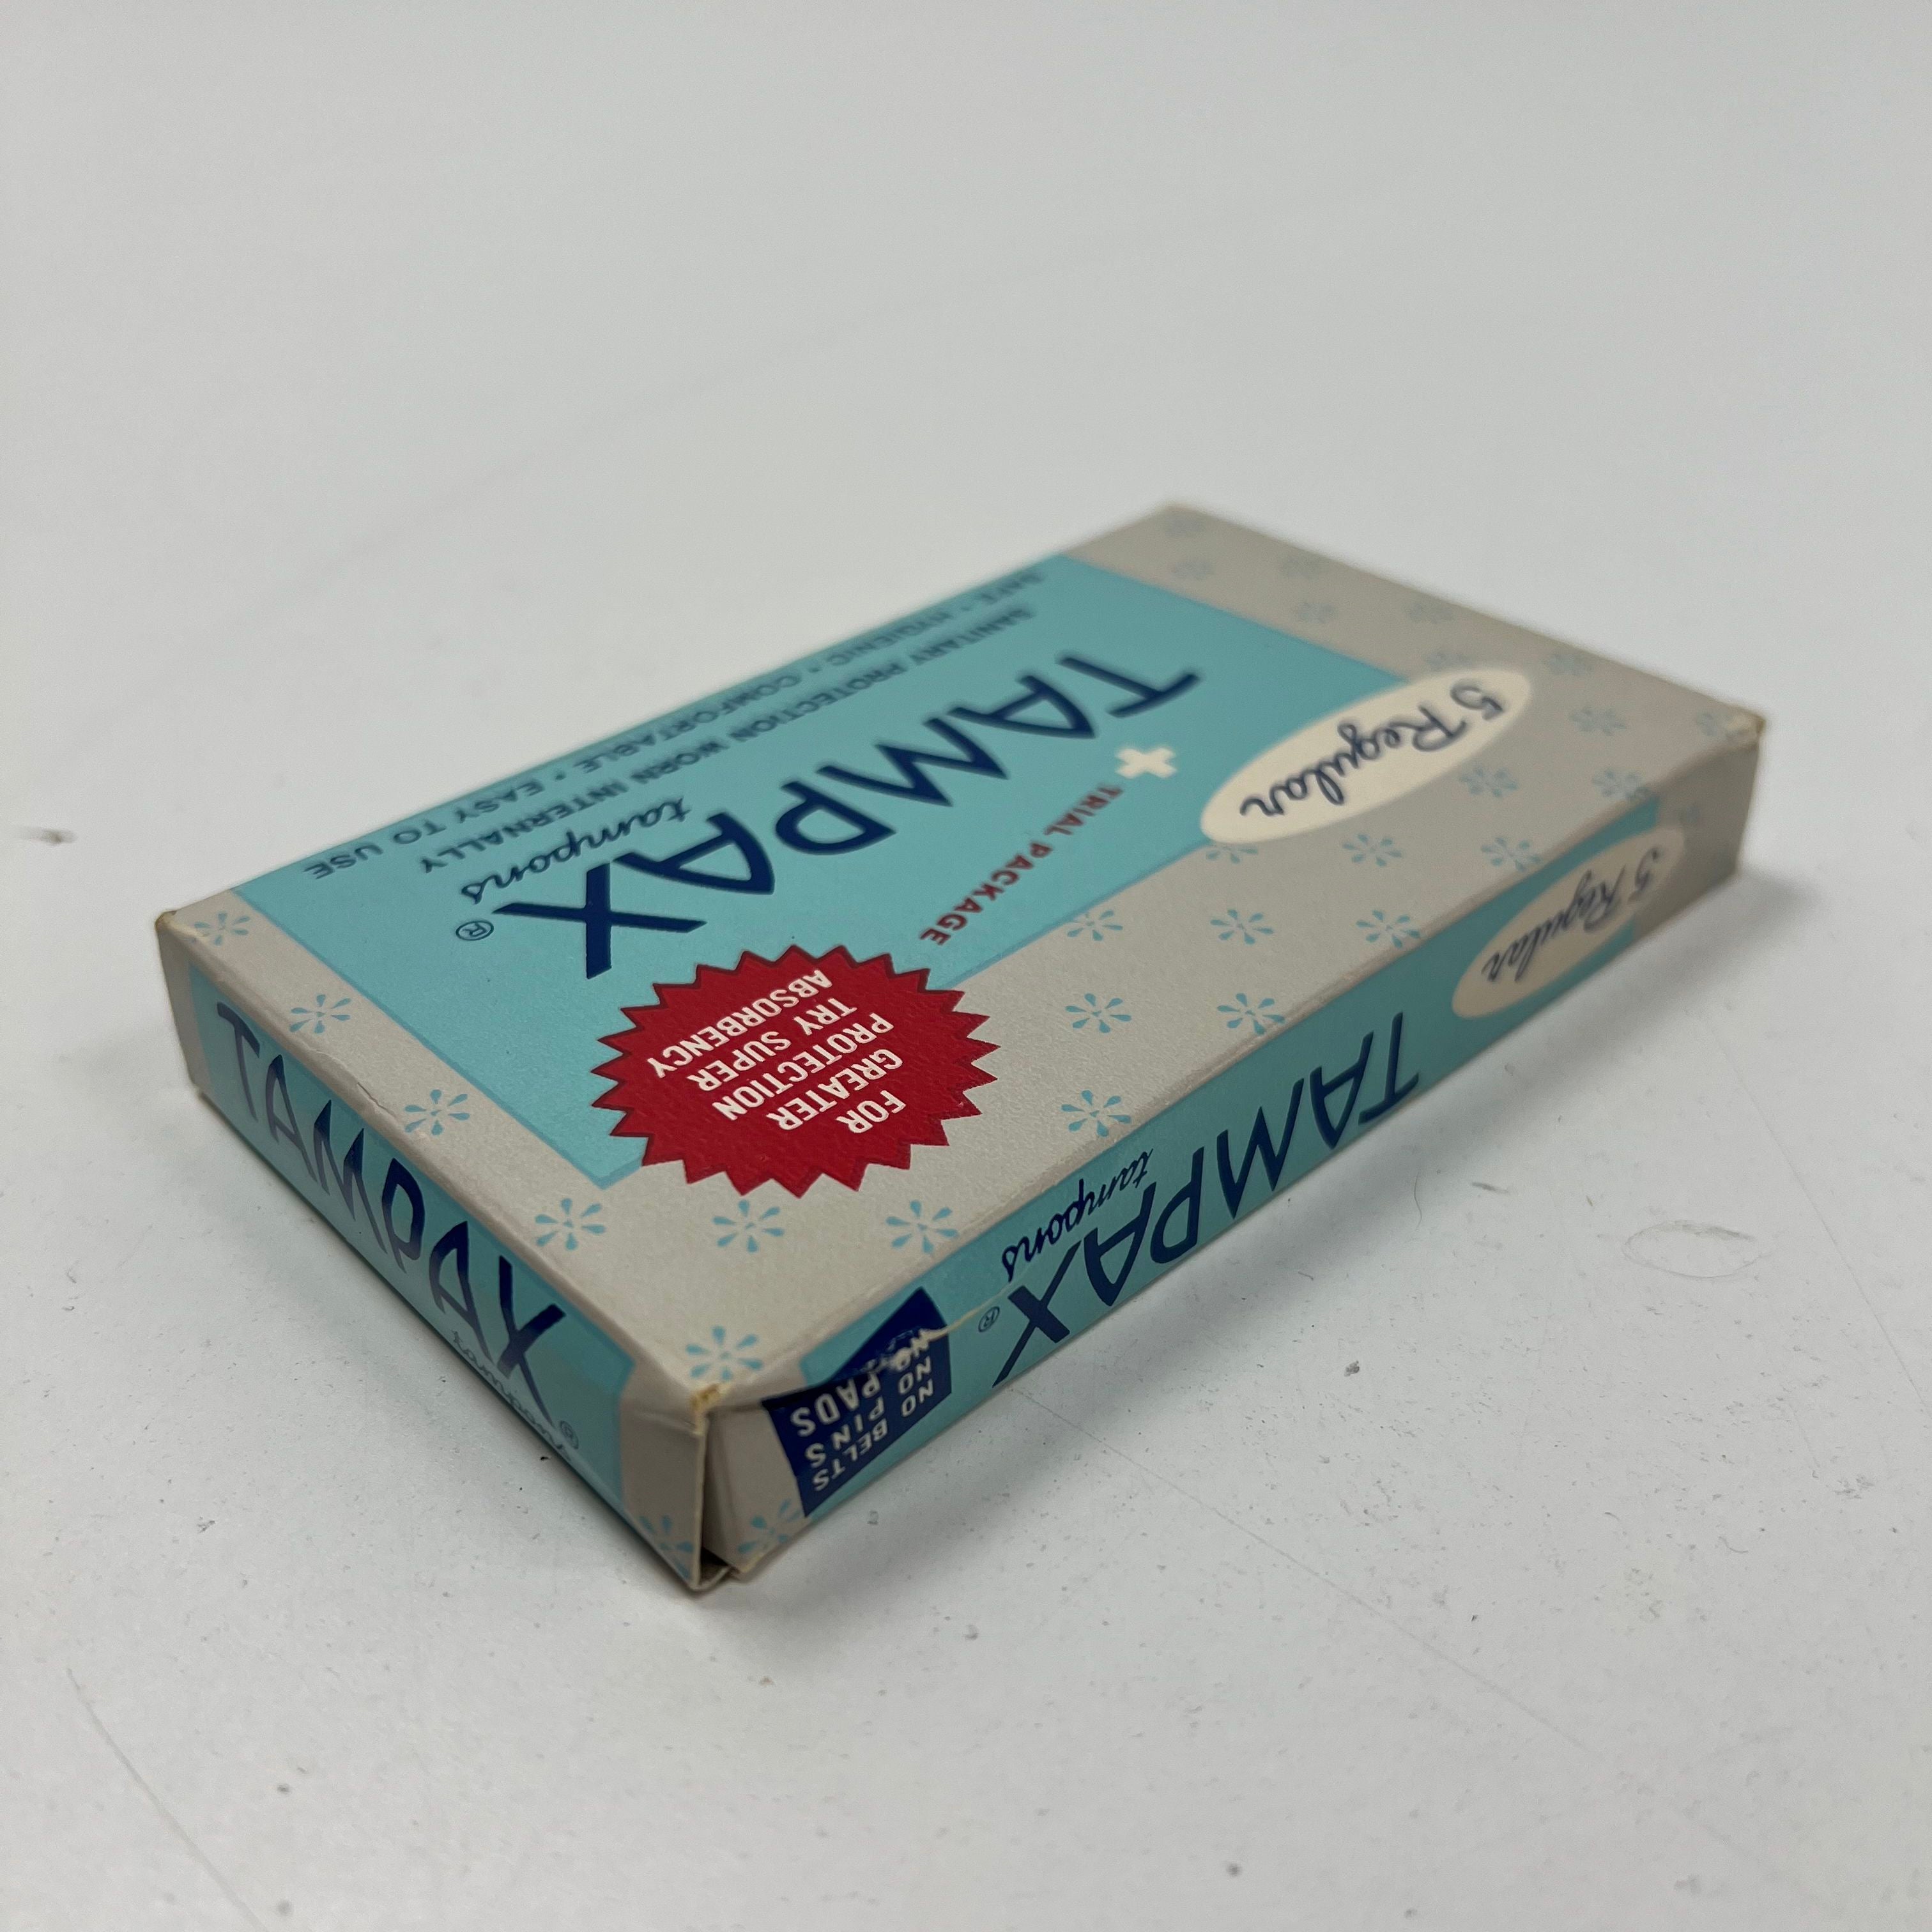 5 Regular
TRIAL PACKAGE
TAMPAX®
tampons
SANITARY PROTECTION WORN INTERNALLY
SAFE • HYGIENIC • COMFORTABLE • EASY TO USE
FOR
GREATER
PROTECTION
TRY SUPER
ABSORBENCY
5 Regular
TAMPAX®
tampons
NO BELTS
NO PINS
NO PADS
TAMPAX®
tampons